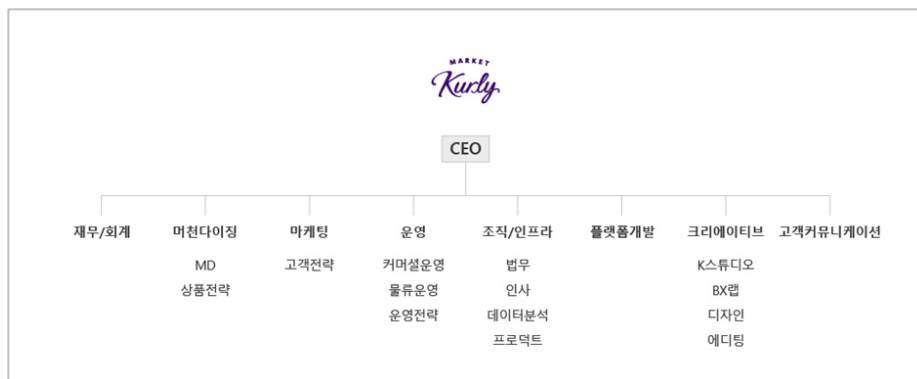 MARKET
Kurly
CEO
재무/회계 머천다이징 마케팅 운영 조직/인프라 플랫폼개발 크리에이티브 고객커뮤니케이션
MD 고객전략 커머셜운영 법무 K스튜디오
상품전략 물류운영 인사 BX랩
운영전략 데이터분석 디자인
프로덕트 에디팅